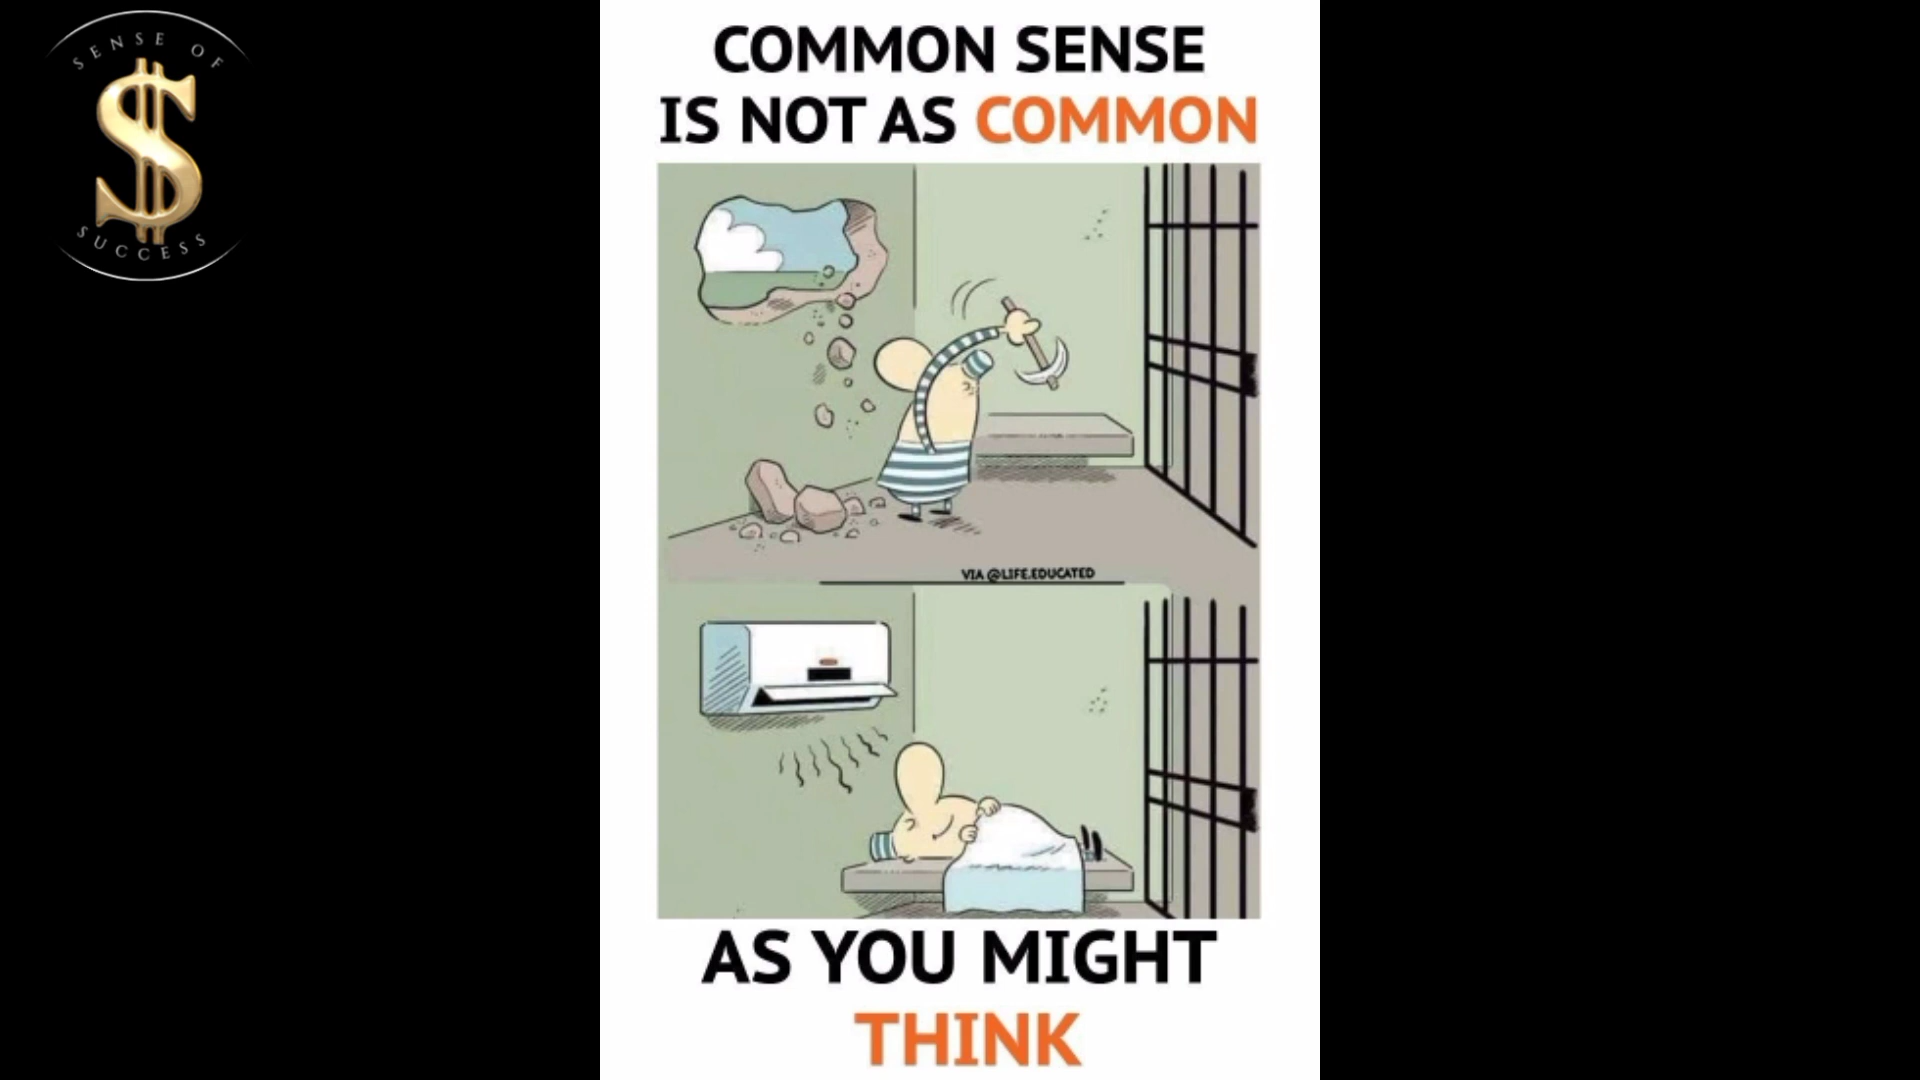 SENSE OF
$
SUCCESS
COMMON SENSE
IS NOT AS COMMON
VIA @LIFE.EDUCATED
AS YOU MIGHT
THINK